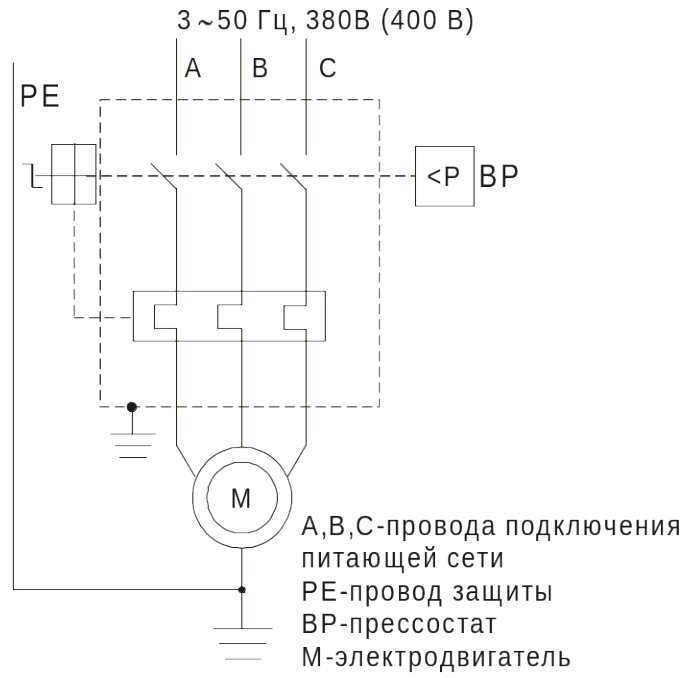 3~50 Гц, 380В (400 В)
A B C
PE
<P BP
M
A,B,C-провода подключения
питающей сети
PE-провод защиты
BP-прессостат
M-электродвигатель